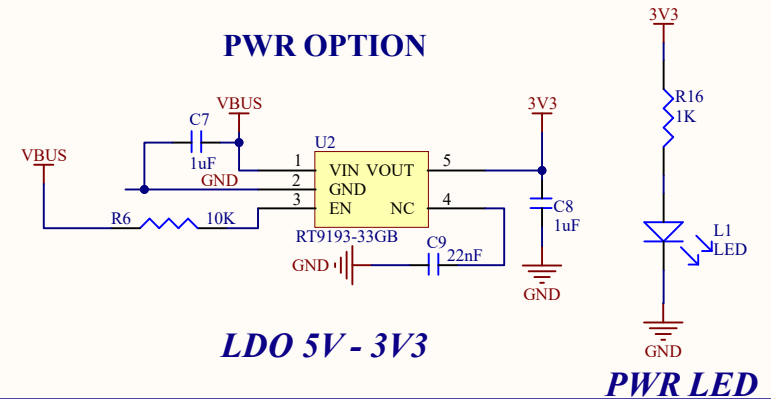 PWR OPTION
3V3
R16
1K
VBUS
C7
1uF
VBUS
GND
U2
1
2
3
VIN VOUT
GND
EN NC
5
4
RT9193-33GB
3V3
R6
10K
C8
1uF
C9
22nF
GND
GND
L1
LED
GND
LDO 5V - 3V3
PWR LED